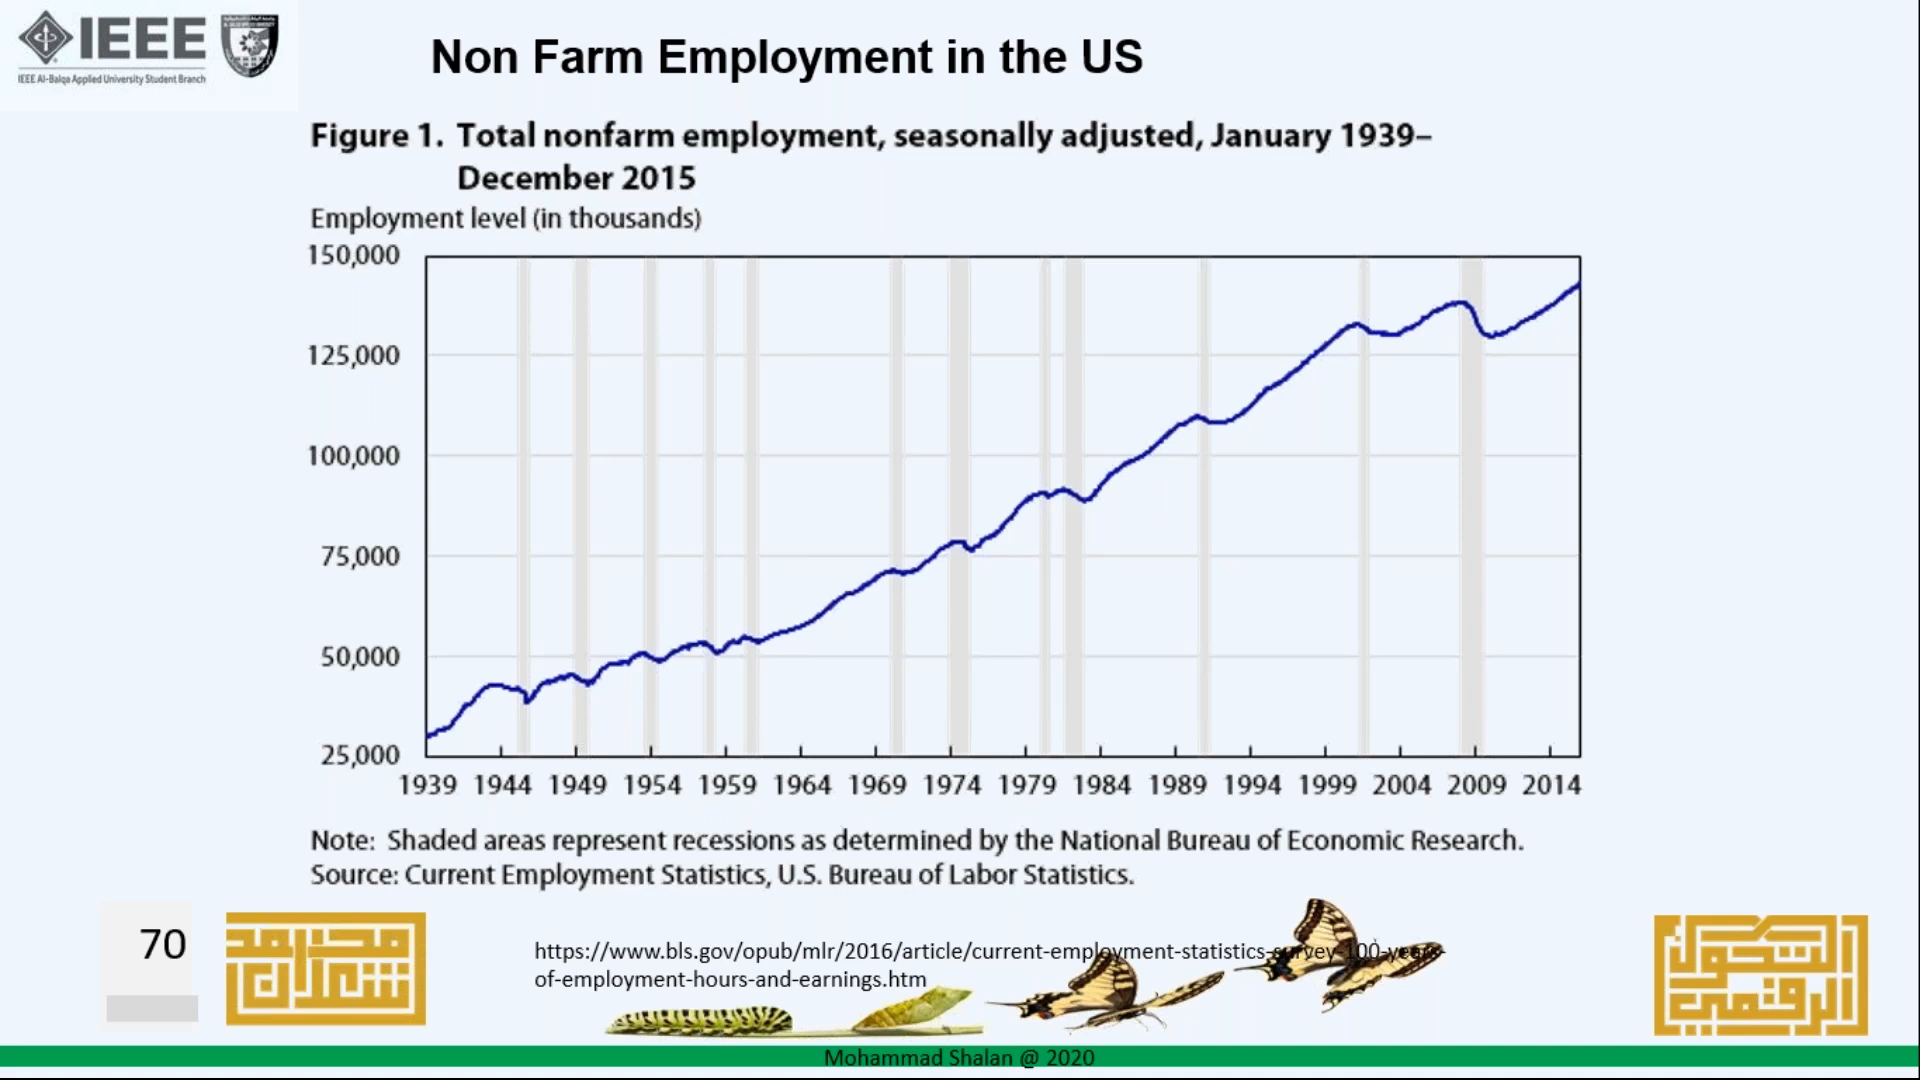 IEEE
IEEE Al-Balqa Applied University Student Branch
Non Farm Employment in the US
Figure 1. Total nonfarm employment, seasonally adjusted, January 1939–
December 2015
Employment level (in thousands)
150,000
125,000
100,000
75,000
50,000
25,000
1939 1944 1949 1954 1959 1964 1969 1974 1979 1984 1989 1994 1999 2004 2009 2014
Note: Shaded areas represent recessions as determined by the National Bureau of Economic Research.
Source: Current Employment Statistics, U.S. Bureau of Labor Statistics.
70
محمد
شعلان
https://www.bls.gov/opub/mlr/2016/article/current-employment-statistics-survey-100-years-
of-employment-hours-and-earnings.htm
التحول
الرقمي
Mohammad Shalan @ 2020